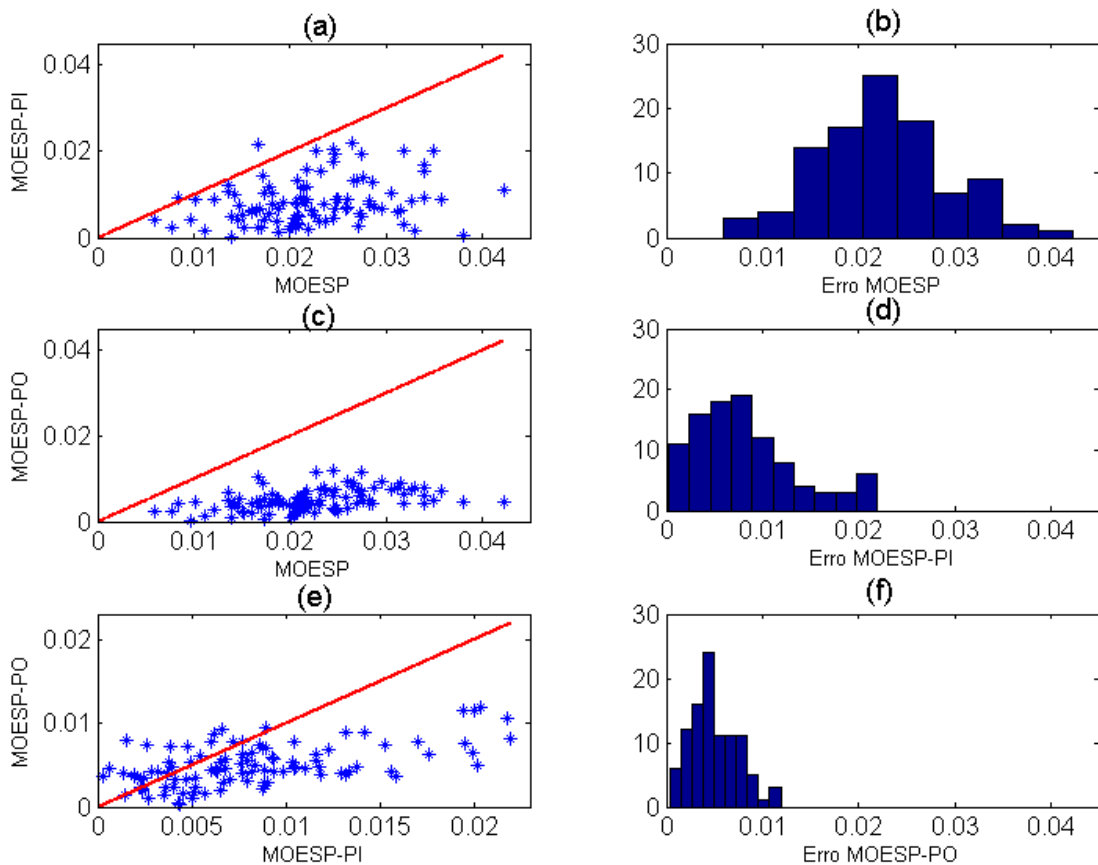 (a)
0.04
0.02
0
MOESP-PI
0 0.01 0.02 0.03 0.04
MOESP
(b)
30
20
10
0
0 0.01 0.02 0.03 0.04
Erro MOESP
(c)
0.04
0.02
0
MOESP-PO
0 0.01 0.02 0.03 0.04
MOESP
(d)
30
20
10
0
0 0.01 0.02 0.03 0.04
Erro MOESP-PI
(e)
0.02
0.01
0
MOESP-PO
0 0.005 0.01 0.015 0.02
MOESP-PI
(f)
30
20
10
0
0 0.01 0.02 0.03 0.04
Erro MOESP-PO